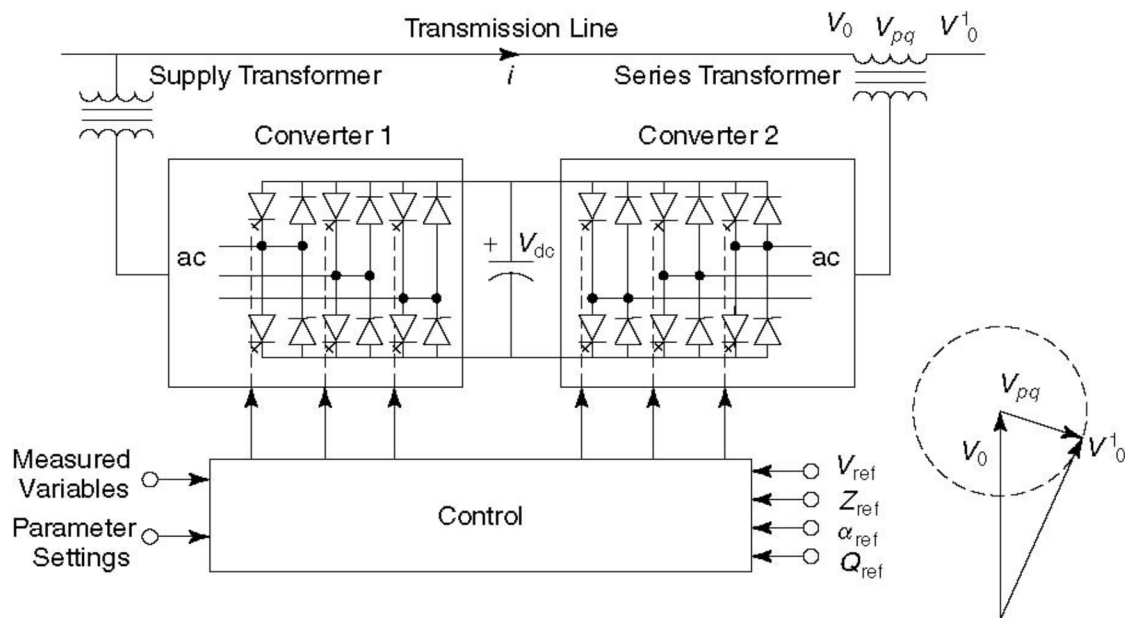 Transmission Line
V0 Vpq V10
Supply Transformer
i
Series Transformer
Converter 1
Converter 2
ac
+ Vdc
ac
Vpq
V0
V10
Measured
Variables
Parameter
Settings
Control
Vref
Zref
αref
Qref